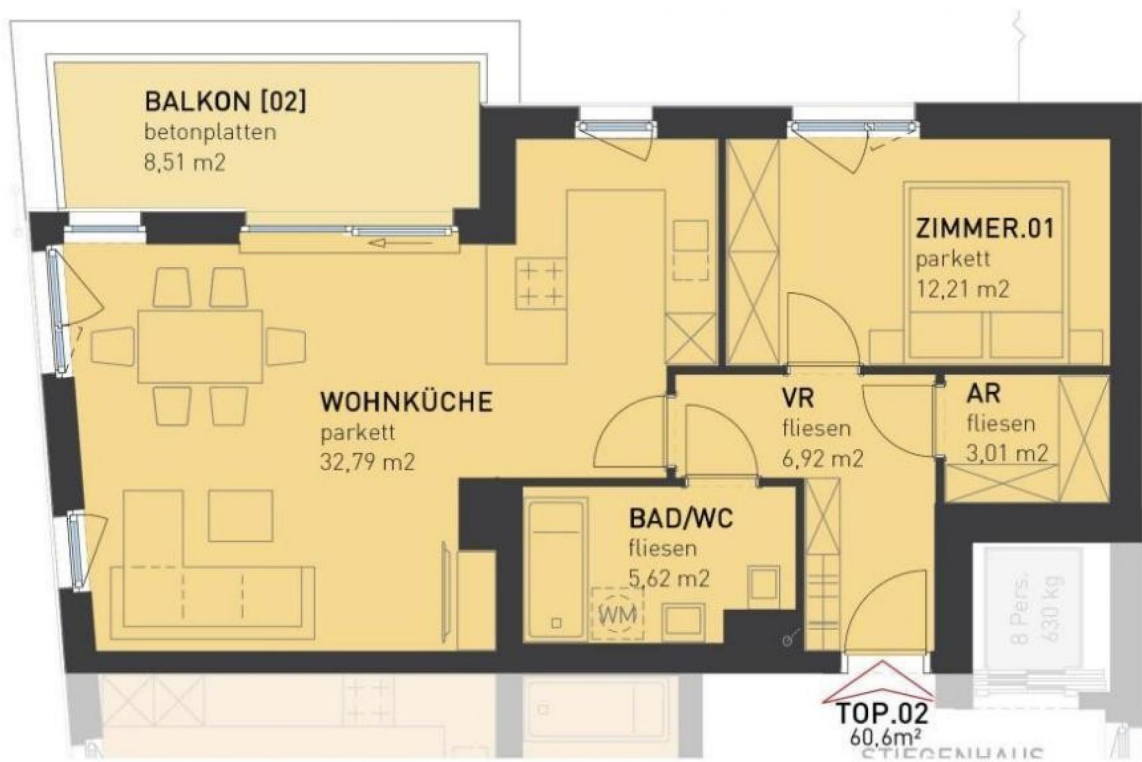 BALKON [02]
betonplatten
8,51 m2
ZIMMER.01
parkett
12,21 m2
WOHNKÜCHE
parkett
32,79 m2
VR
fliesen
6,92 m2
AR
fliesen
3,01 m2
BAD/WC
fliesen
5,62 m2
WM
8 Pers.
630 kg
TOP.02
60,6m²
STIEGENHAUS